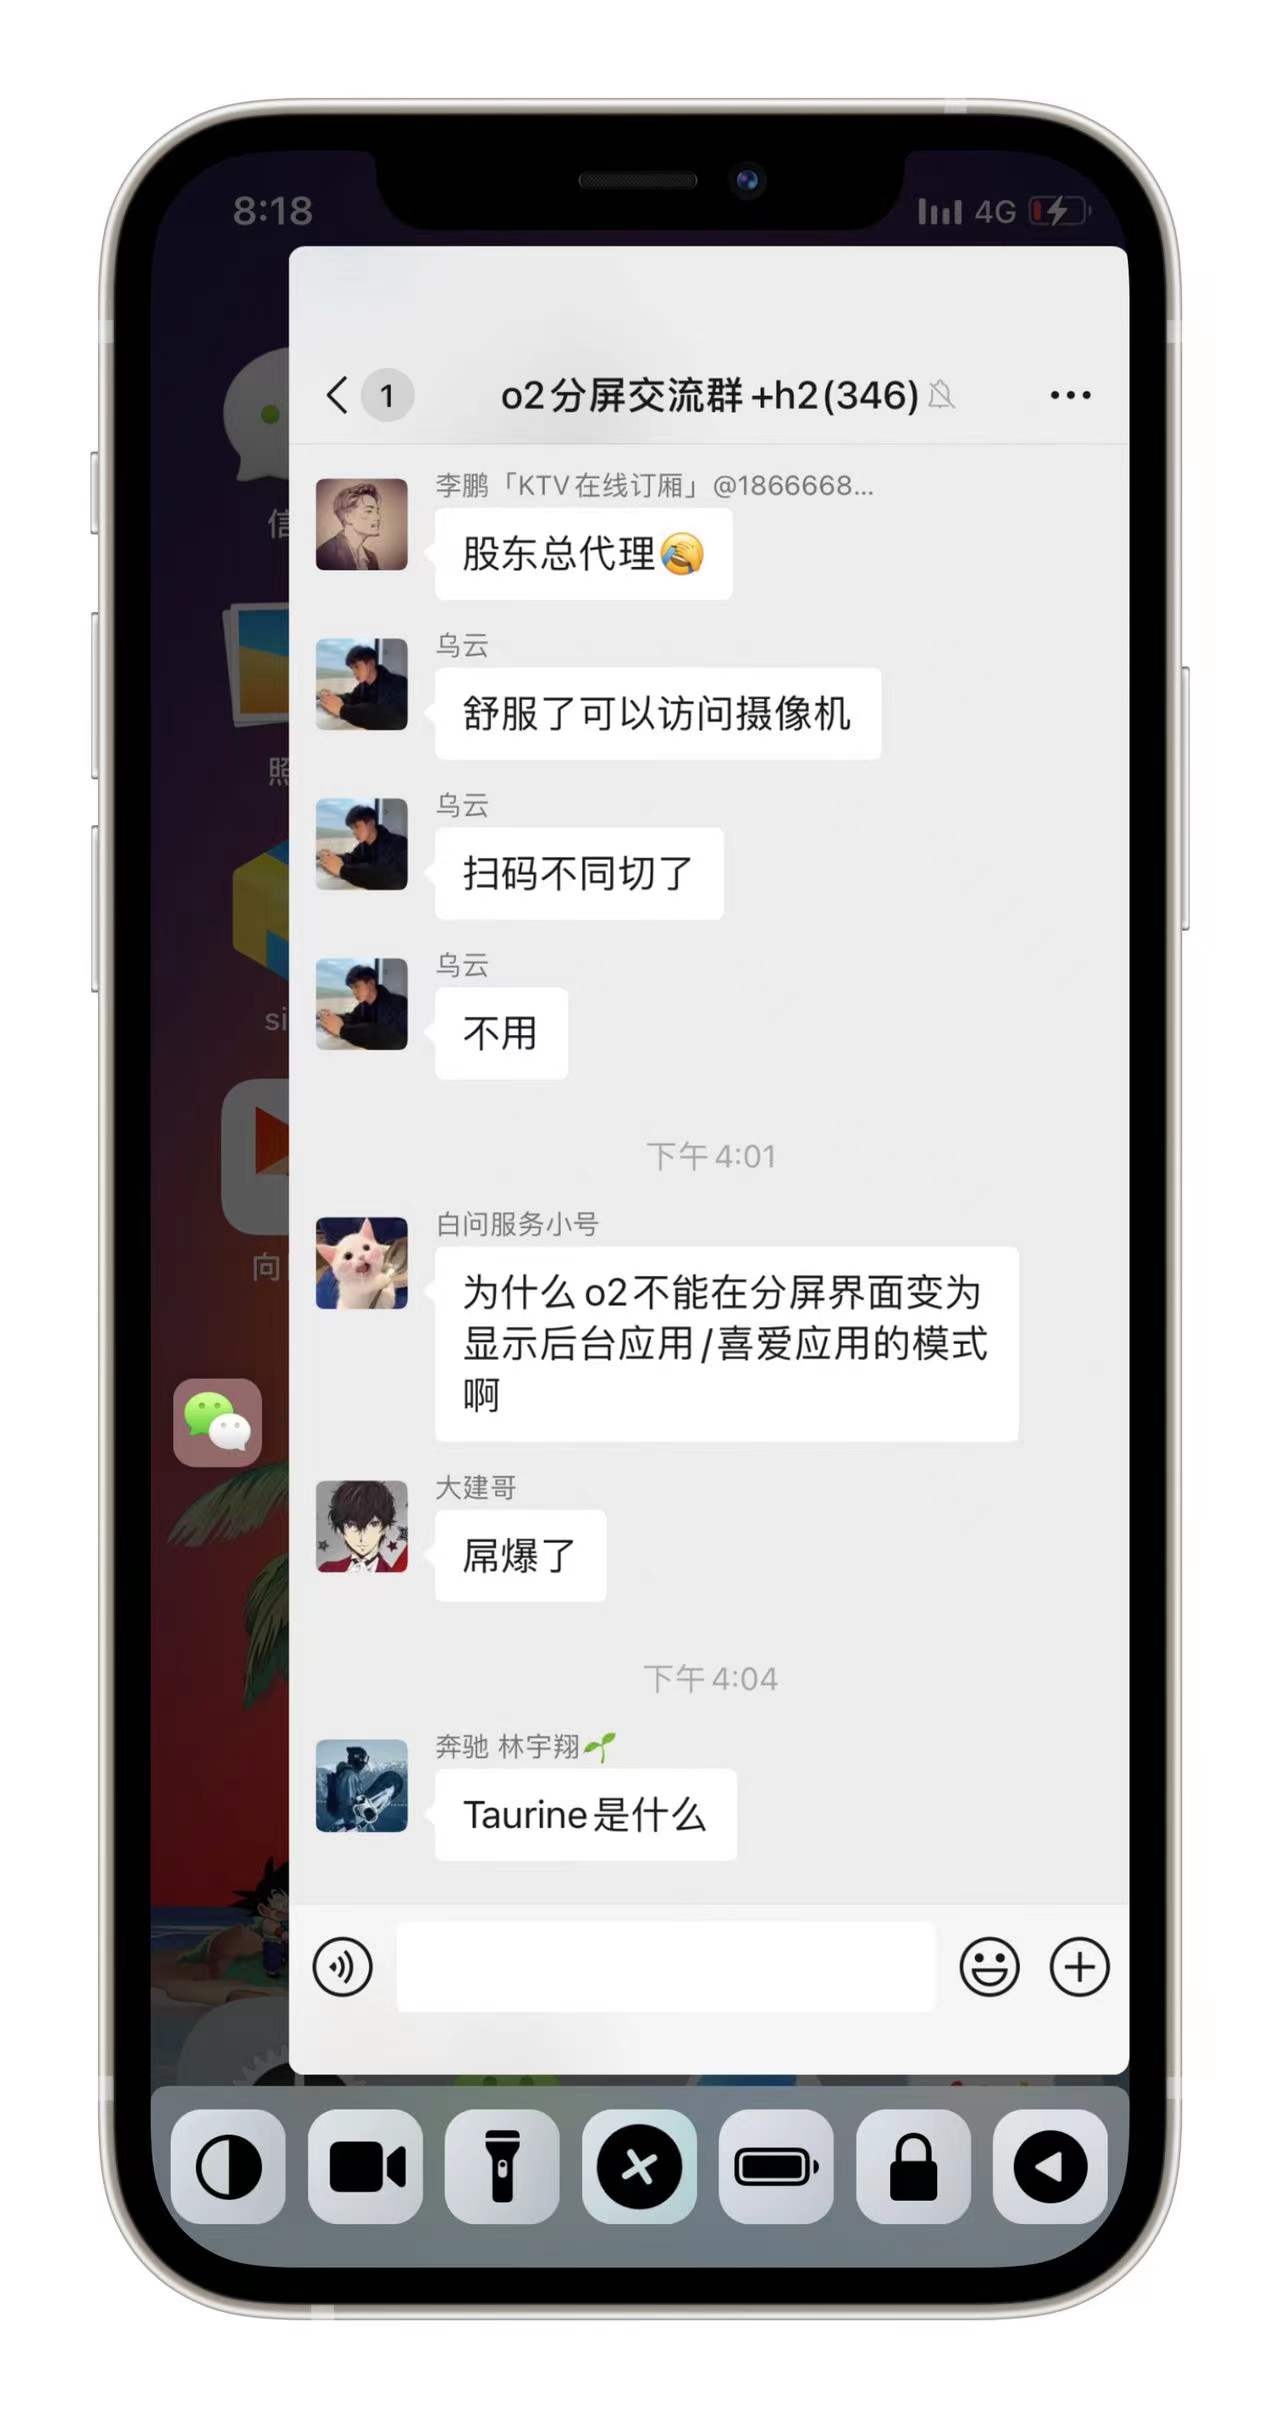 8:18
4G
1
o2分屏交流群+h2(346)
李鹏「KTV在线订厢」@1866668...
股东总代理🤣
乌云
舒服了可以访问摄像机
乌云
扫码不同切了
乌云
不用
下午4:01
白问服务小号
为什么o2不能在分屏界面变为
显示后台应用/喜爱应用的模式
啊
大建哥
屌爆了
下午4:04
奔驰 林宇翔🌱
Taurine是什么
信
照
si
向